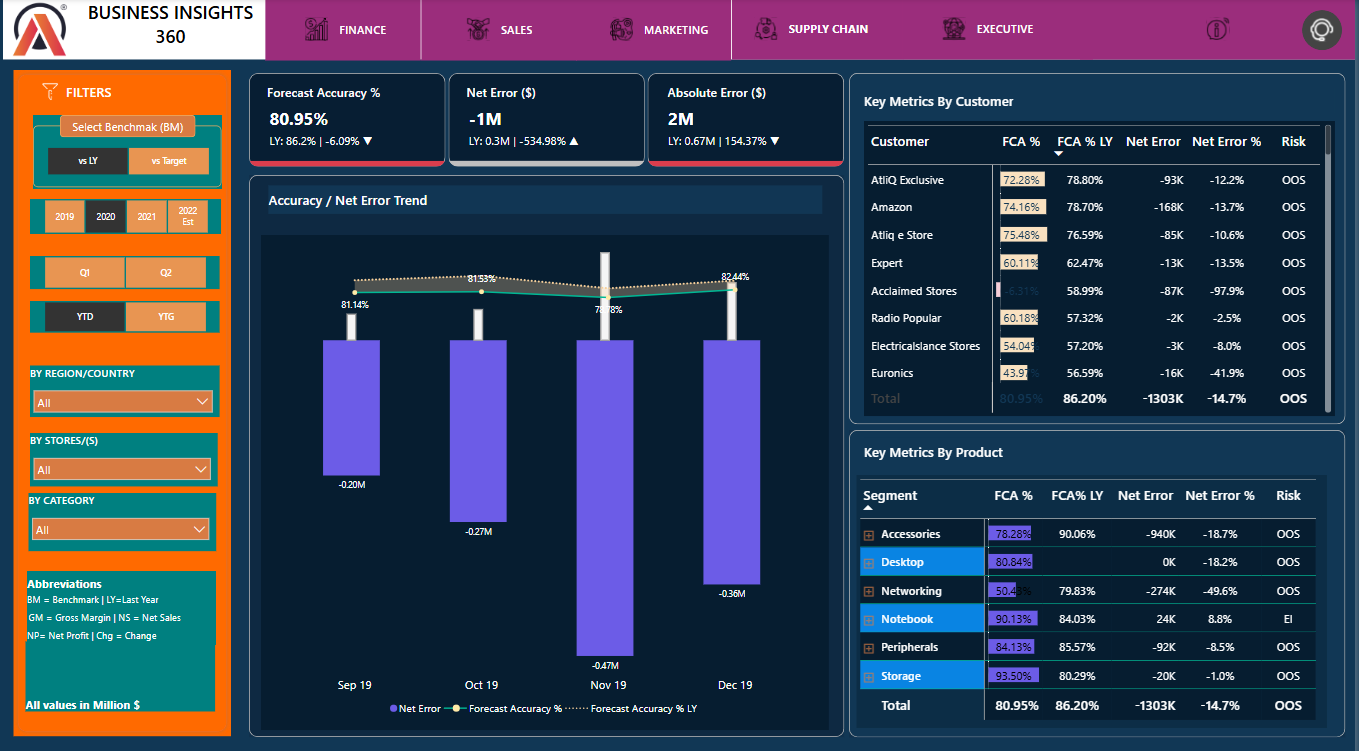 BUSINESS INSIGHTS
360
FINANCE
SALES
MARKETING
SUPPLY CHAIN
EXECUTIVE
FILTERS
Select Benchmak (BM)
vs LY
vs Target
2019
2020
2021
2022
Est
Q1
Q2
YTD
YTG
BY REGION/COUNTRY
All
BY STORES/(S)
All
BY CATEGORY
All
Abbreviations
BM = Benchmark | LY=Last Year
GM = Gross Margin | NS = Net Sales
NP= Net Profit | Chg = Change
All values in Million $
Forecast Accuracy %
80.95%
LY: 86.2% | -6.09% ▼
Net Error ($)
-1M
LY: 0.3M | -534.98% ▲
Absolute Error ($)
2M
LY: 0.67M | 154.37% ▼
Accuracy / Net Error Trend
81.14%
81.53%
82.44%
-0.20M
-0.27M
-0.47M
-0.36M
Sep 19
Oct 19
Nov 19
Dec 19
Net Error
Forecast Accuracy %
Forecast Accuracy % LY
Key Metrics By Customer
Customer FCA % FCA % LY Net Error Net Error % Risk
AtliQ Exclusive 72.28% 78.80% -93K -12.2% OOS
Amazon 74.16% 78.70% -168K -13.7% OOS
Atliq e Store 75.48% 76.59% -85K -10.6% OOS
Expert 60.11% 62.47% -13K -13.5% OOS
Acclaimed Stores -6.31% 58.99% -87K -97.9% OOS
Radio Popular 60.18% 57.32% -2K -2.5% OOS
Electricalslance Stores 54.04% 57.20% -3K -8.0% OOS
Euronics 43.97% 56.59% -16K -41.9% OOS
Total 80.95% 86.20% -1303K -14.7% OOS
Key Metrics By Product
Segment FCA % FCA% LY Net Error Net Error % Risk
Accessories 78.28% 90.06% -940K -18.7% OOS
Desktop 80.84% 0K -18.2% OOS
Networking 79.83% -274K -49.6% OOS
Notebook 90.13% 84.03% 24K 8.8% EI
Peripherals 84.13% 85.57% -92K -8.5% OOS
Storage 93.50% 80.29% -20K -1.0% OOS
Total 80.95% 86.20% -1303K -14.7% OOS